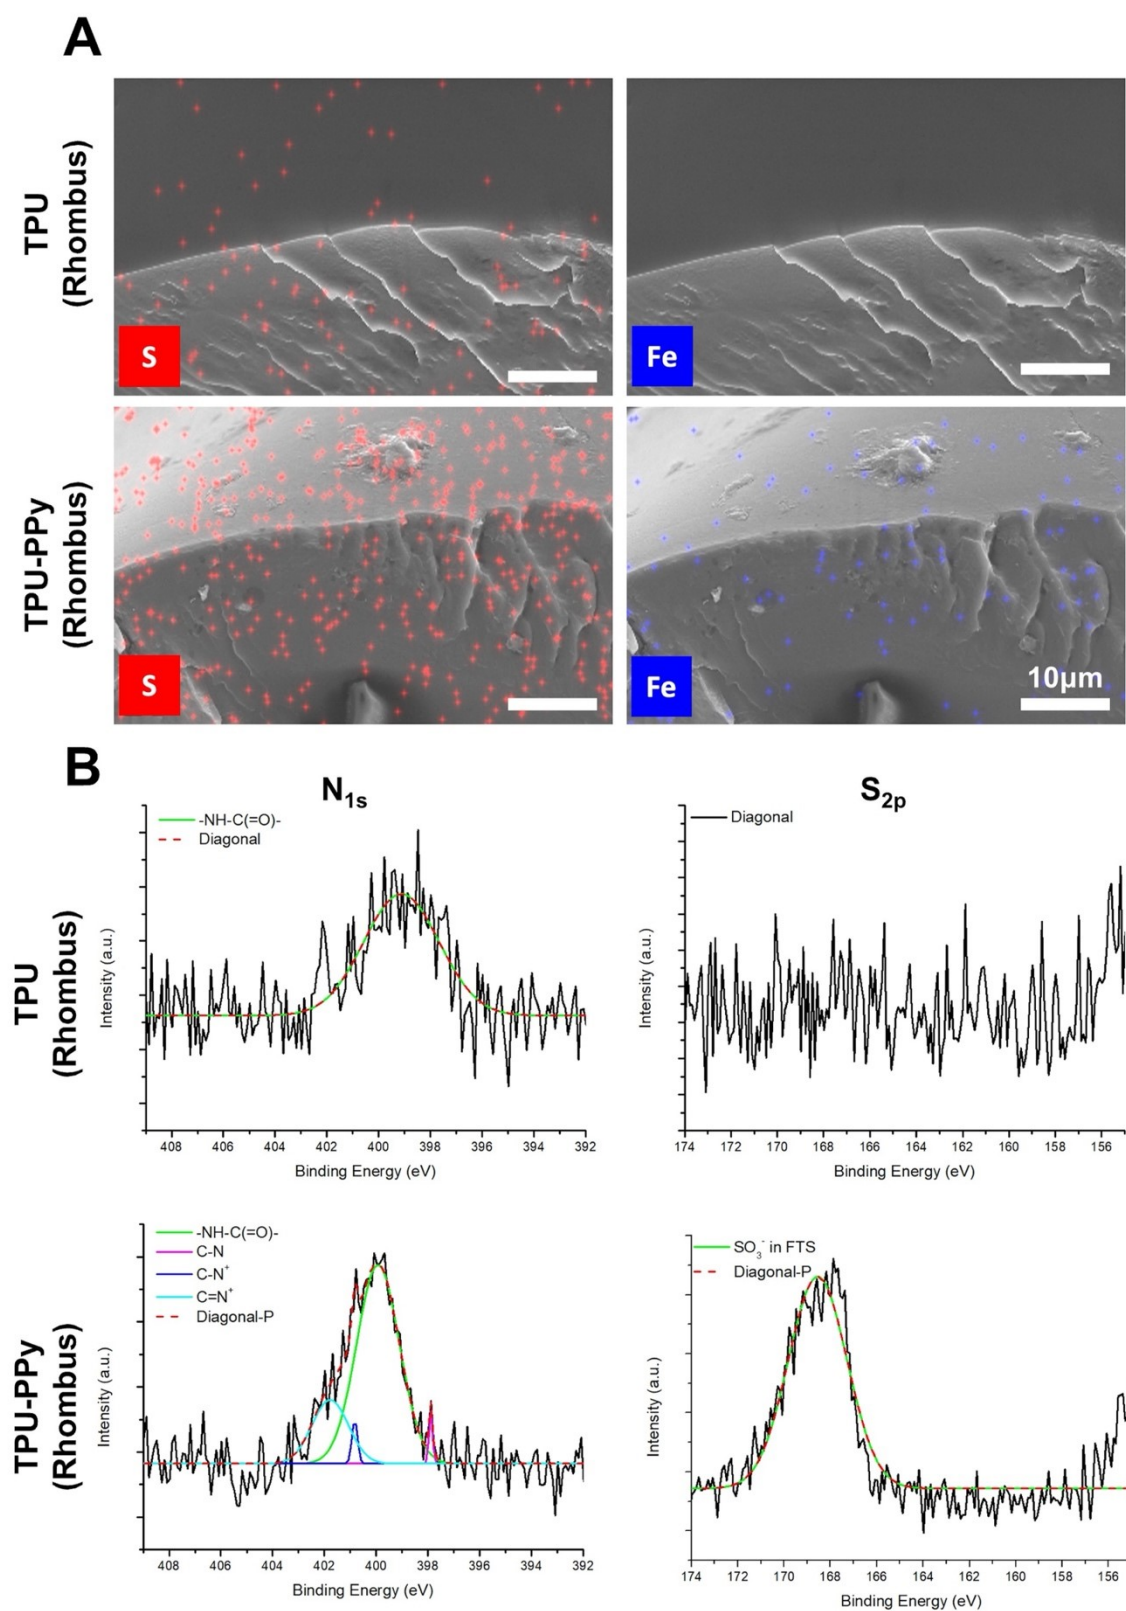 A
TPU
(Rhombus)
S
Fe
TPU-PPy
(Rhombus)
S
Fe
10µm
B
N1s
S2p
TPU
(Rhombus)
-NH-C(=O)-
Diagonal
Intensity (a.u.)
408 406 404 402 400 398 396 394 392
Binding Energy (eV)
Diagonal
Intensity (a.u.)
174 172 170 168 166 164 162 160 158 156
Binding Energy (eV)
TPU-PPy
(Rhombus)
-NH-C(=O)-
C-N
C-N⁺
C=N⁺
Diagonal-P
Intensity (a.u.)
408 406 404 402 400 398 396 394 392
Binding Energy (eV)
SO₃⁻ in FTS
Diagonal-P
Intensity (a.u.)
174 172 170 168 166 164 162 160 158 156
Binding Energy (eV)